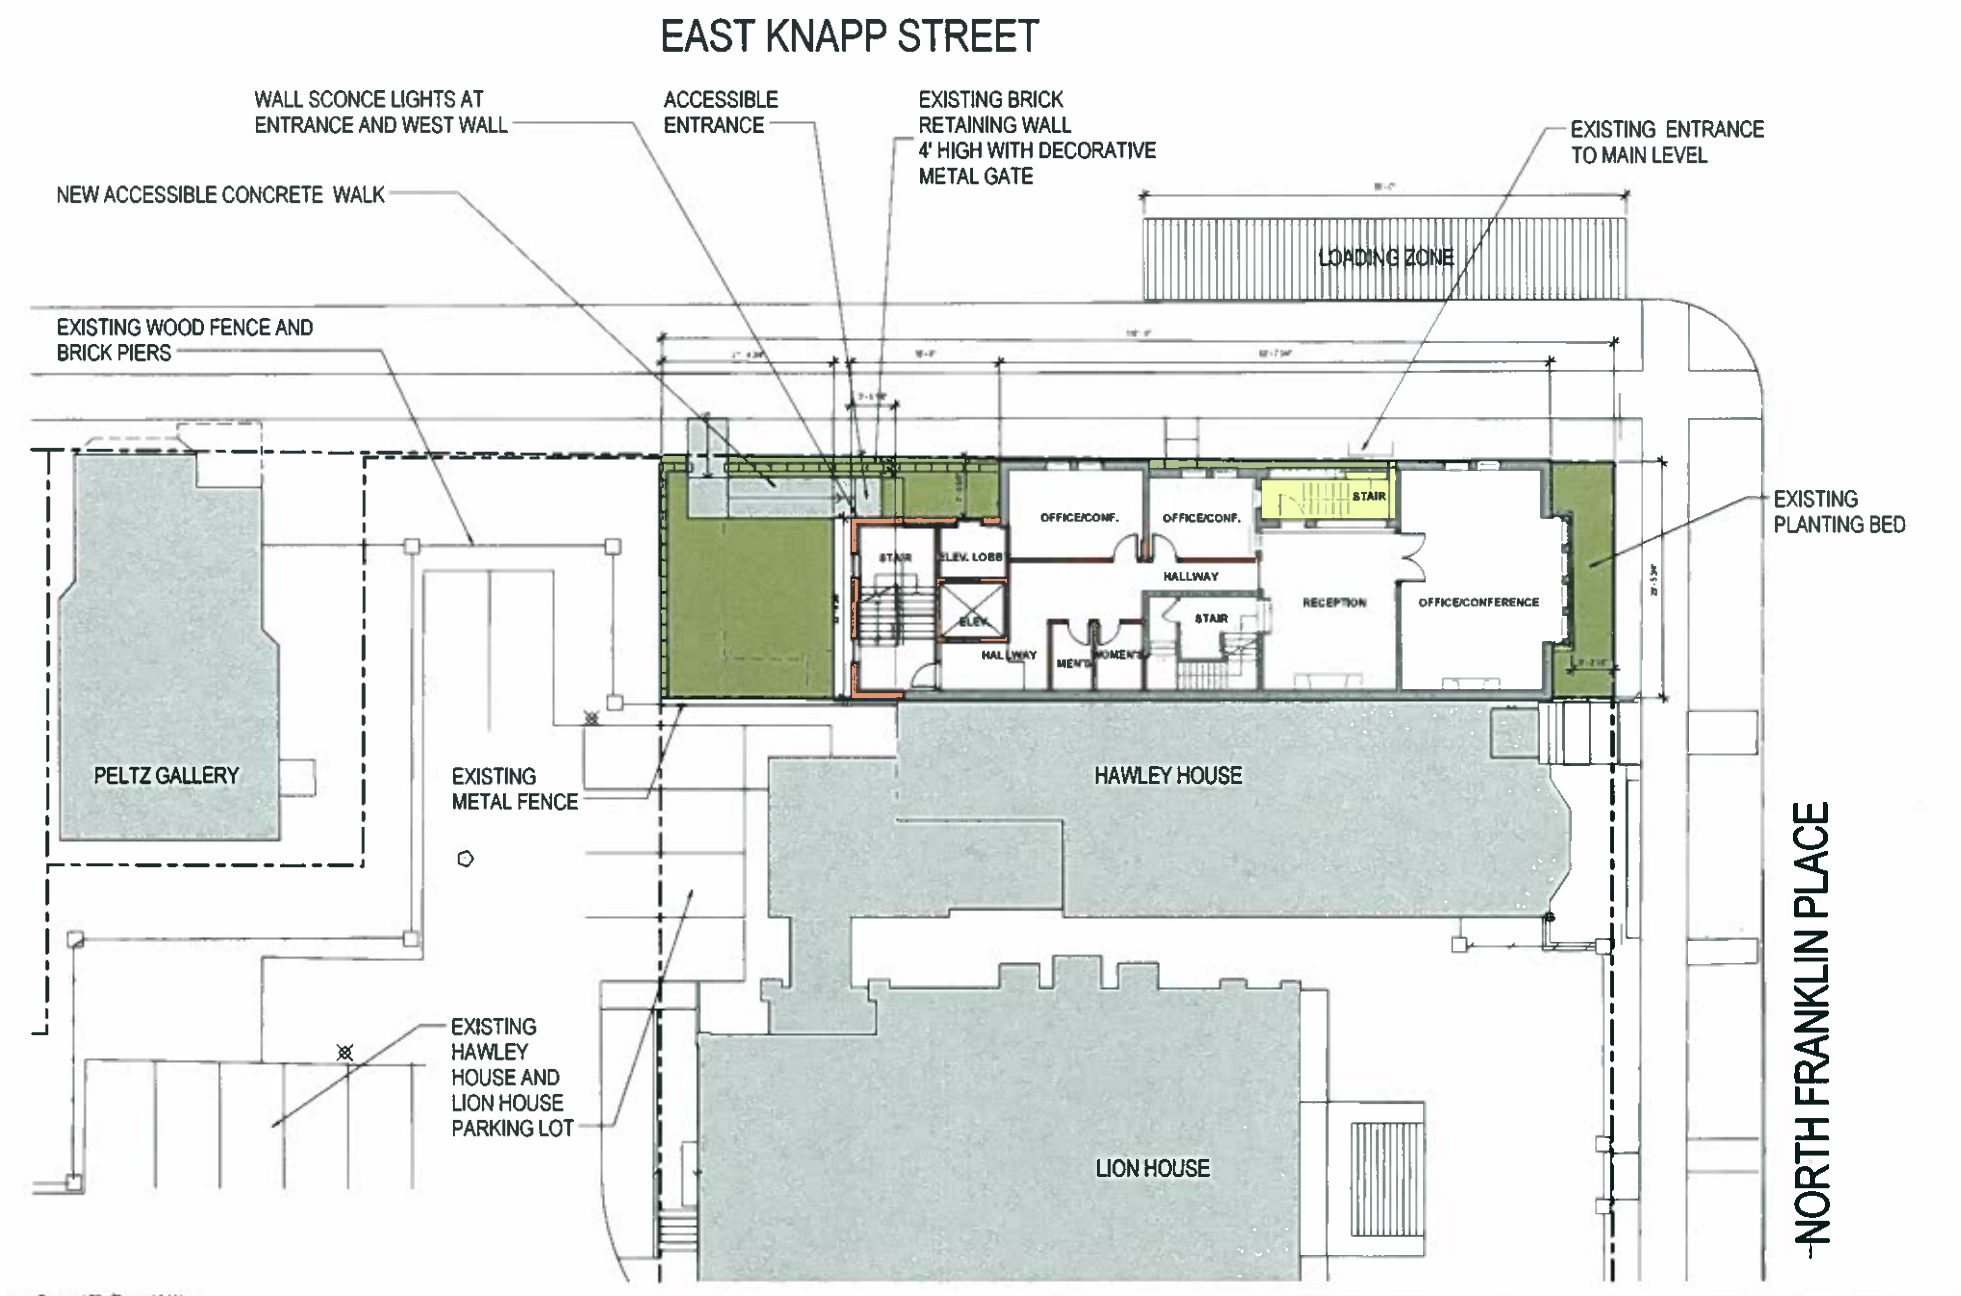 EAST KNAPP STREET
WALL SCONCE LIGHTS AT
ENTRANCE AND WEST WALL
ACCESSIBLE
ENTRANCE
EXISTING BRICK
RETAINING WALL
4' HIGH WITH DECORATIVE
METAL GATE
EXISTING ENTRANCE
TO MAIN LEVEL
NEW ACCESSIBLE CONCRETE WALK
LOADING ZONE
EXISTING WOOD FENCE AND
BRICK PIERS
EXISTING
PLANTING BED
STAIR
OFFICE/CONF.
OFFICE/CONF.
STAIR
ELEV. LOBB
HALLWAY
RECEPTION
OFFICE/CONFERENCE
STAIR
ELEV.
HALLWAY
MEN'S
WOMEN'S
PELTZ GALLERY
EXISTING
METAL FENCE
HAWLEY HOUSE
NORTH FRANKLIN PLACE
EXISTING
HAWLEY
HOUSE AND
LION HOUSE
PARKING LOT
LION HOUSE